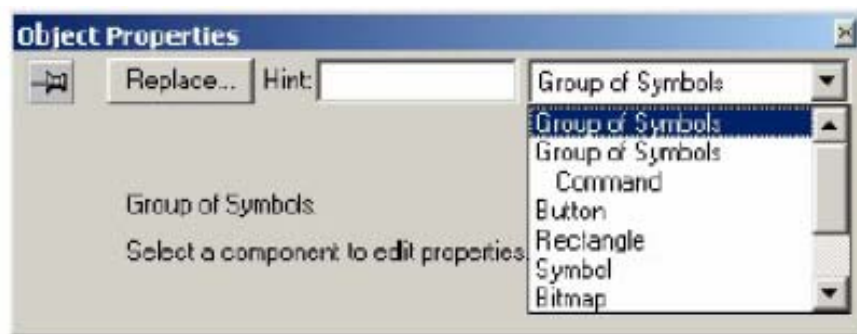 Object Properties
Replace... Hint: Group of Symbols
Group of Symbols
Group of Symbols
Command
Button
Rectangle
Symbol
Bitmap
Group of Symbols.
Select a component to edit properties.